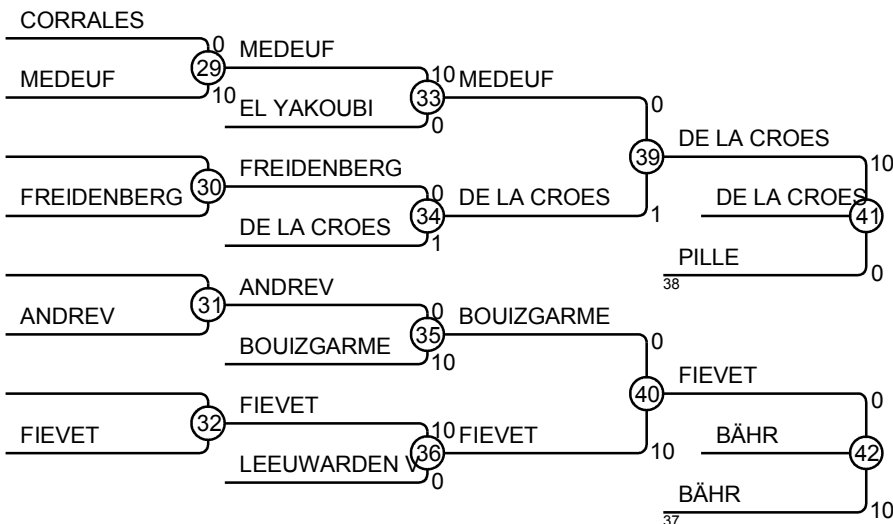 CORRALES
0
MEDEUF
29
MEDEUF
10
10
MEDEUF
EL YAKOUBI
33
0
0
DE LA CROES
39
10
FREIDENBERG
30
FREIDENBERG
0
DE LA CROES
34
DE LA CROES
1
1
DE LA CROES
41
PILLE
38
0
ANDREV
31
ANDREV
0
BOUIZGARME
35
BOUIZGARME
10
0
FIEVET
40
0
FIEVET
32
FIEVET
10
FIEVET
10
LEEUWARDEN V
36
0
BÄHR
42
BÄHR
37
10